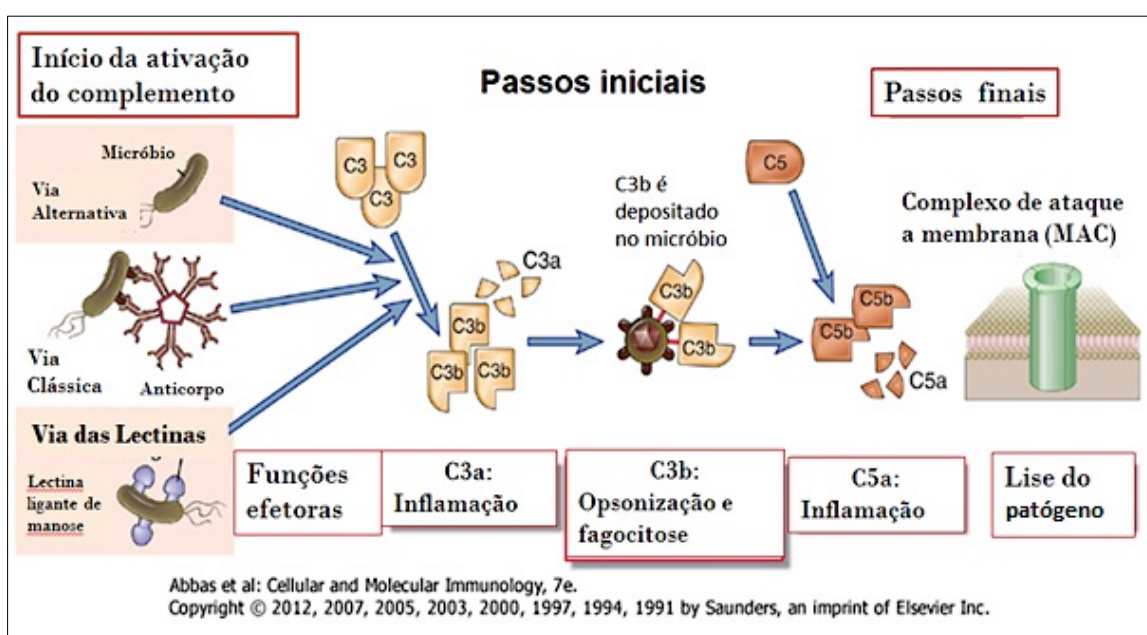 Início da ativação
do complemento
Passos iniciais
Passos finais
Micróbio
Via
Alternativa
C3
C3
C3
C3a
C3b
C3b
C3b
C3b é
depositado
no micróbio
C3b
C3b
C5
C5b
C5b
C5a
Complexo de ataque
a membrana (MAC)
Via
Clássica
Anticorpo
Via das Lectinas
Lectina
ligante de
manose
Funções
efetoras
C3a:
Inflamação
C3b:
Opsonização e
fagocitose
C5a:
Inflamação
Lise do
patógeno
Abbas et al: Cellular and Molecular Immunology, 7e.
Copyright © 2012, 2007, 2005, 2003, 2000, 1997, 1994, 1991 by Saunders, an imprint of Elsevier Inc.